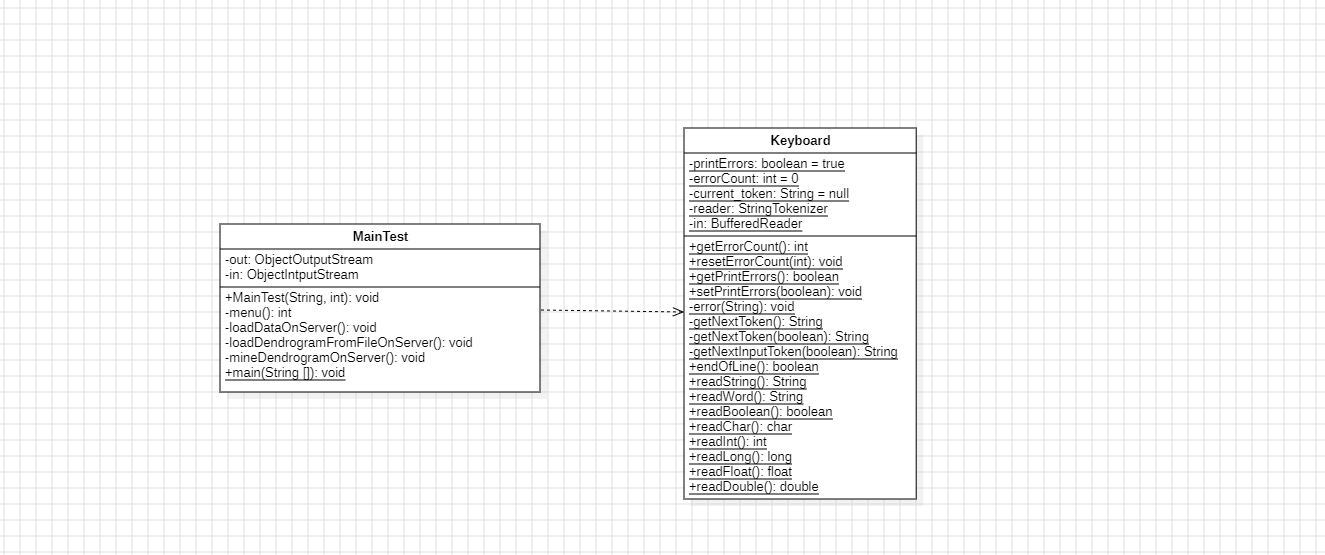 MainTest
-out: ObjectOutputStream
-in: ObjectIntputStream
+MainTest(String, int): void
-menu(): int
-loadDataOnServer(): void
-loadDendrogramFromFileOnServer(): void
-mineDendrogramOnServer(): void
+main(String []): void
Keyboard
-printErrors: boolean = true
-errorCount: int = 0
-current_token: String = null
-reader: StringTokenizer
-in: BufferedReader
+getErrorCount(): int
+resetErrorCount(int): void
+getPrintErrors(): boolean
+setPrintErrors(boolean): void
-error(String): void
-getNextToken(): String
-getNextToken(boolean): String
-getNextInputToken(boolean): String
+endOfLine(): boolean
+readString(): String
+readWord(): String
+readBoolean(): boolean
+readChar(): char
+readInt(): int
+readLong(): long
+readFloat(): float
+readDouble(): double